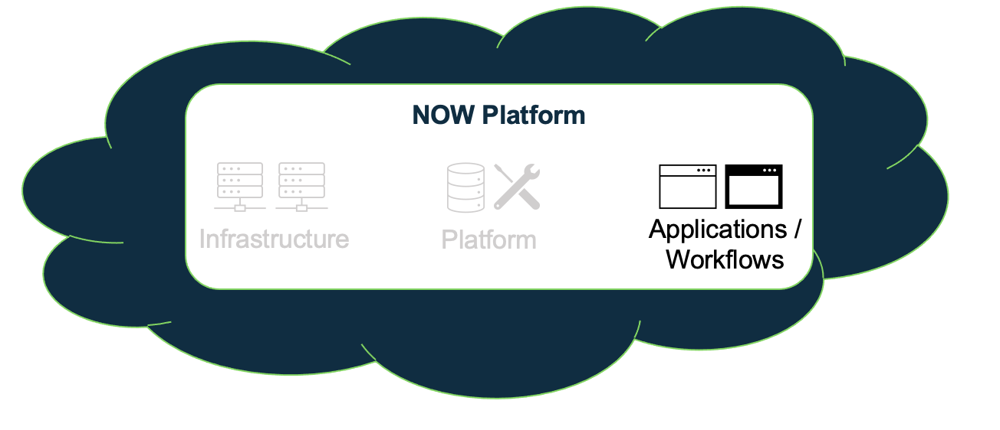 NOW Platform
Infrastructure
Platform
Applications /
Workflows